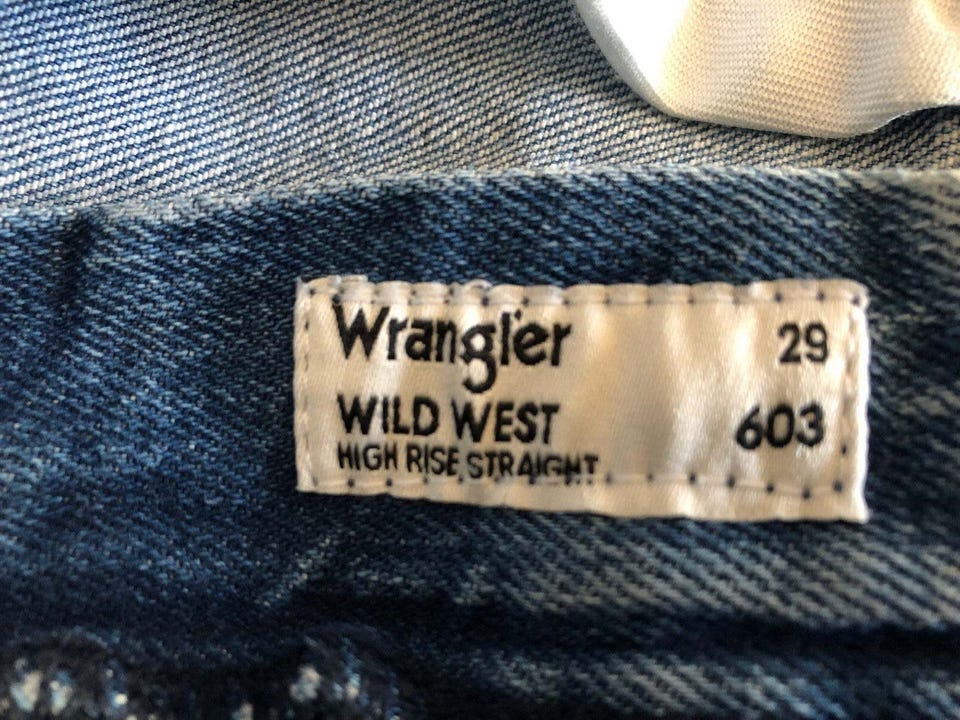 Wrangler 29
WILD WEST 603
HIGH RISE STRAIGHT